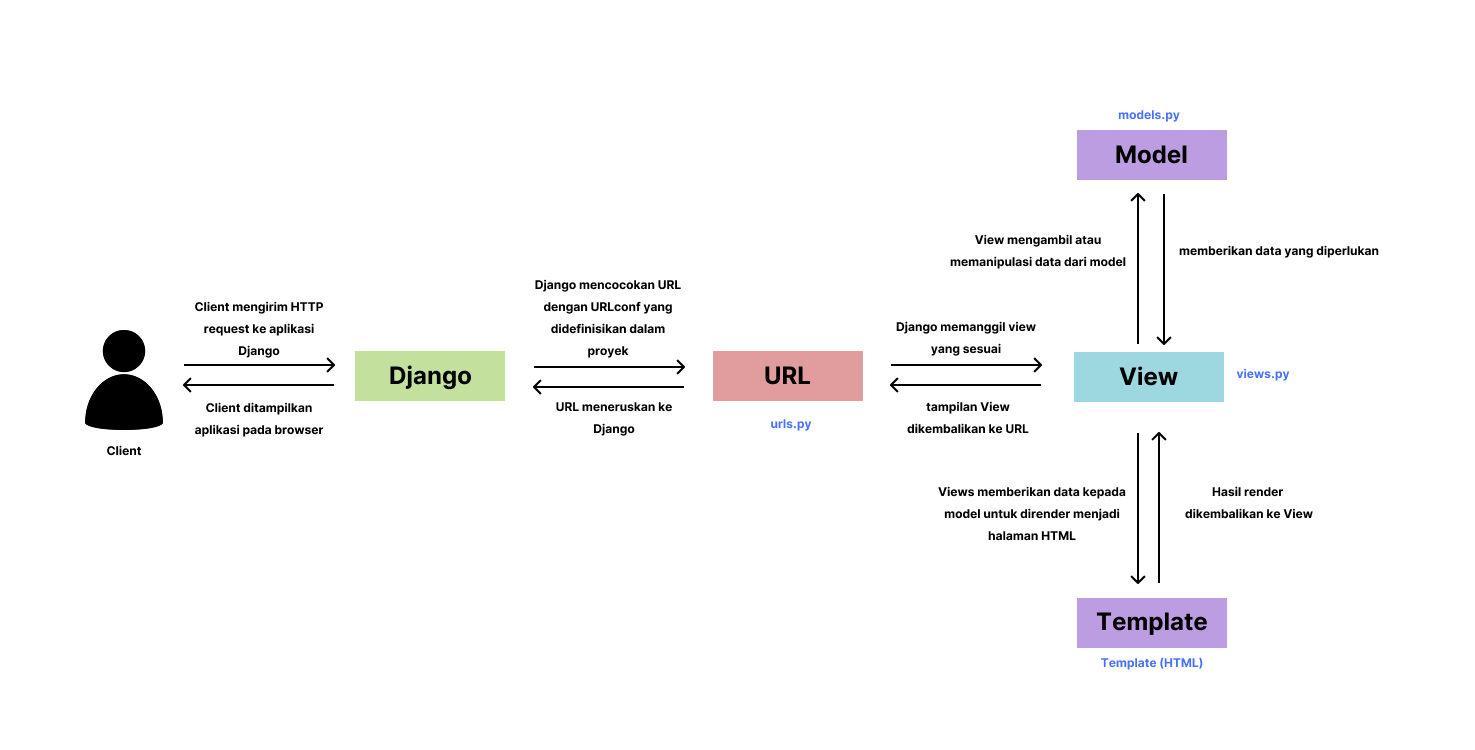 models.py
Model
View mengambil atau
memanipulasi data dari model
memberikan data yang diperlukan
Client mengirim HTTP
request ke aplikasi
Django
Client ditampilkan
aplikasi pada browser
Client
Django
Django mencocokan URL
dengan URLconf yang
didefinisikan dalam
proyek
URL meneruskan ke
Django
URL
urls.py
Django memanggil view
yang sesuai
tampilan View
dikembalikan ke URL
View
views.py
Views memberikan data kepada
model untuk dirender menjadi
halaman HTML
Hasil render
dikembalikan ke View
Template
Template (HTML)